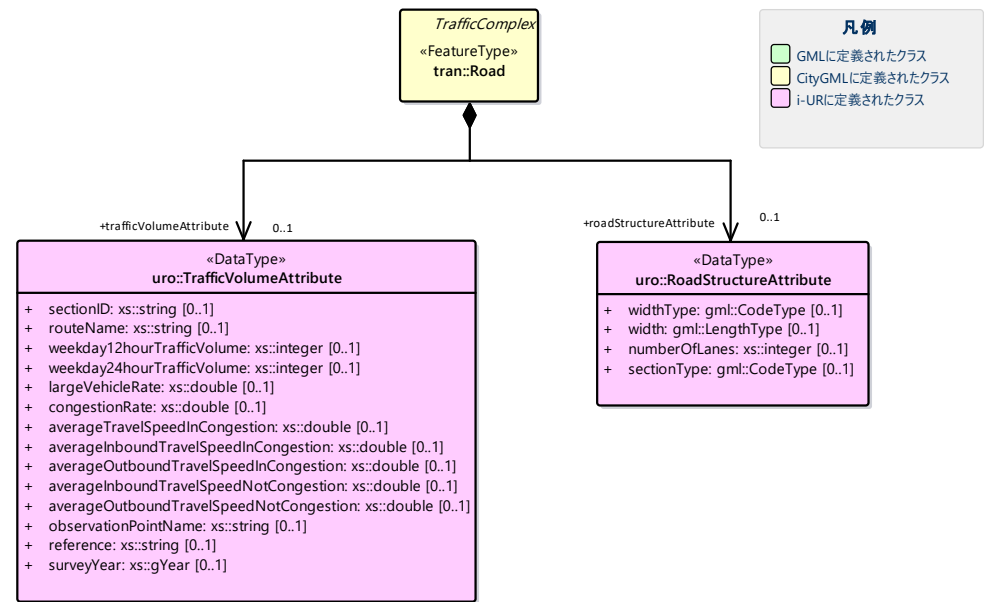 TrafficComplex
«FeatureType»
tran::Road
凡例
GMLに定義されたクラス
CityGMLに定義されたクラス
i-URに定義されたクラス
+trafficVolumeAttribute
0..1
+roadStructureAttribute
0..1
«DataType»
uro::TrafficVolumeAttribute
+ sectionID: xs::string [0..1]
+ routeName: xs::string [0..1]
+ weekday12hourTrafficVolume: xs::integer [0..1]
+ weekday24hourTrafficVolume: xs::integer [0..1]
+ largeVehicleRate: xs::double [0..1]
+ congestionRate: xs::double [0..1]
+ averageTravelSpeedInCongestion: xs::double [0..1]
+ averageInboundTravelSpeedInCongestion: xs::double [0..1]
+ averageOutboundTravelSpeedInCongestion: xs::double [0..1]
+ averageInboundTravelSpeedNotCongestion: xs::double [0..1]
+ averageOutboundTravelSpeedNotCongestion: xs::double [0..1]
+ observationPointName: xs::string [0..1]
+ reference: xs::string [0..1]
+ surveyYear: xs::gYear [0..1]
«DataType»
uro::RoadStructureAttribute
+ widthType: gml::CodeType [0..1]
+ width: gml::LengthType [0..1]
+ numberOfLanes: xs::integer [0..1]
+ sectionType: gml::CodeType [0..1]